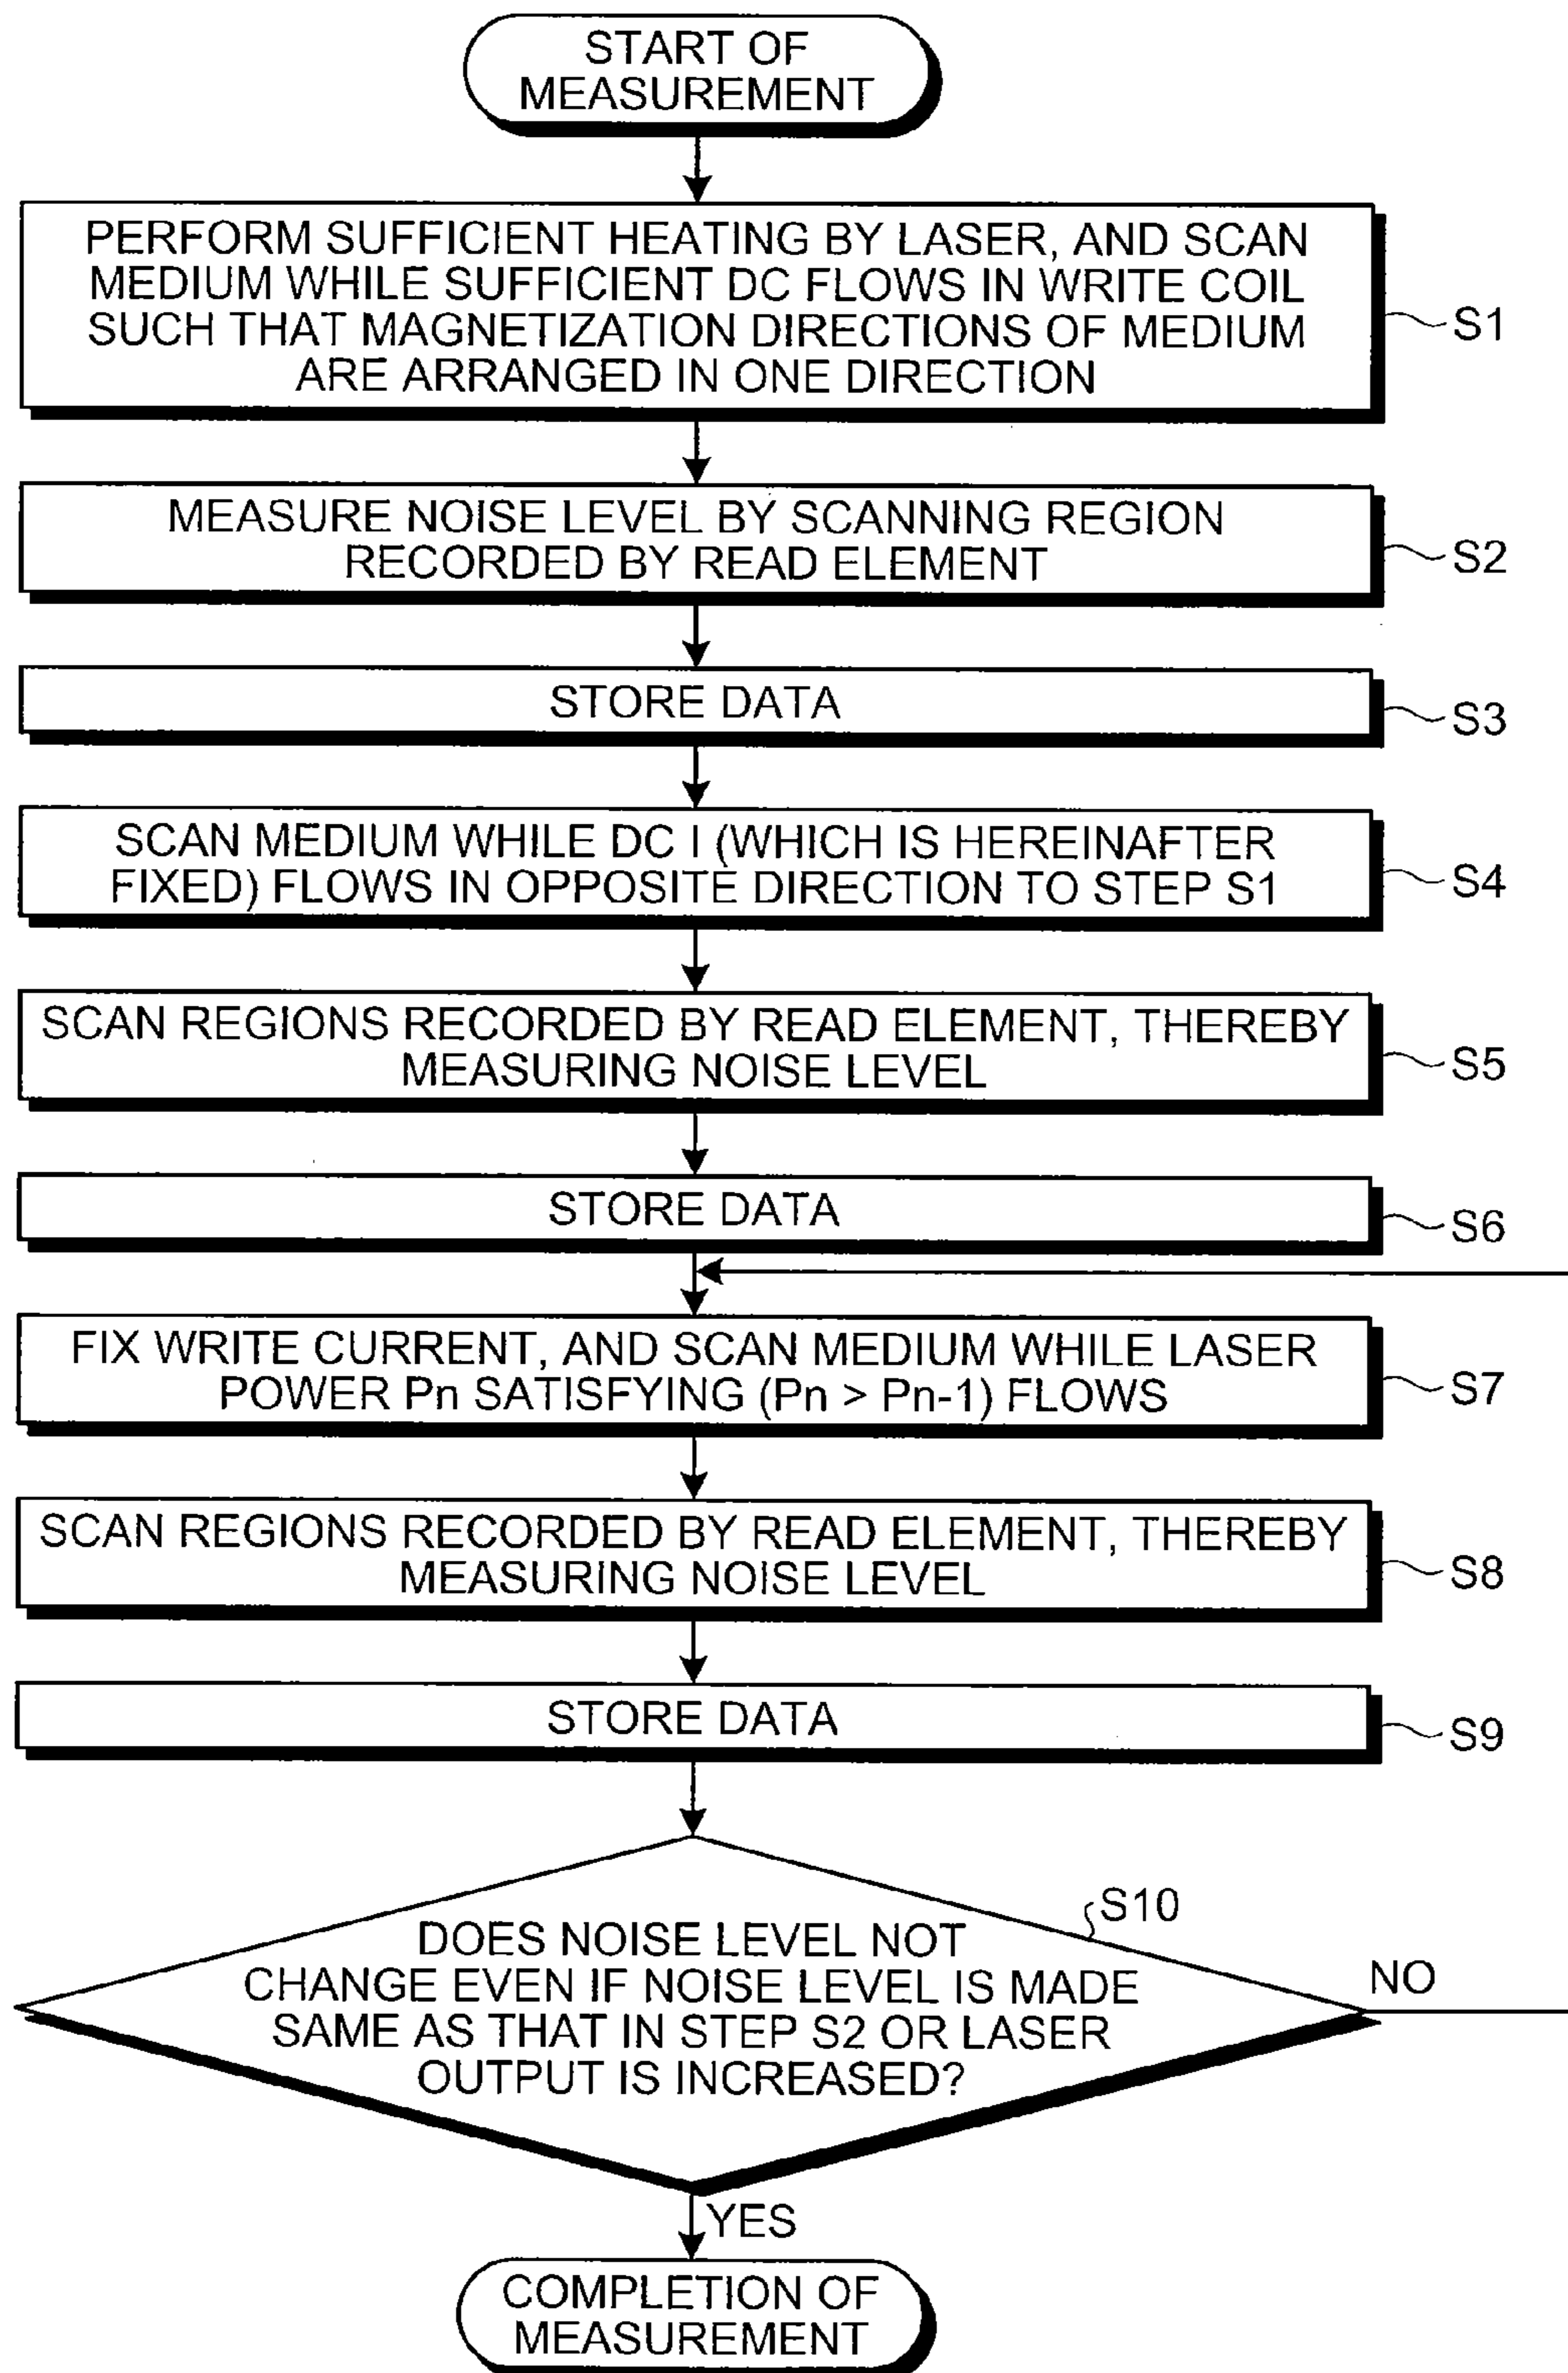 START OF
MEASUREMENT
PERFORM SUFFICIENT HEATING BY LASER, AND SCAN
MEDIUM WHILE SUFFICIENT DC FLOWS IN WRITE COIL
SUCH THAT MAGNETIZATION DIRECTIONS OF MEDIUM
ARE ARRANGED IN ONE DIRECTION
S1
MEASURE NOISE LEVEL BY SCANNING REGION
RECORDED BY READ ELEMENT
S2
STORE DATA
S3
SCAN MEDIUM WHILE DC I (WHICH IS HEREINAFTER
FIXED) FLOWS IN OPPOSITE DIRECTION TO STEP S1
S4
SCAN REGIONS RECORDED BY READ ELEMENT, THEREBY
MEASURING NOISE LEVEL
S5
STORE DATA
S6
FIX WRITE CURRENT, AND SCAN MEDIUM WHILE LASER
POWER Pn SATISFYING (Pn > Pn-1) FLOWS
S7
SCAN REGIONS RECORDED BY READ ELEMENT, THEREBY
MEASURING NOISE LEVEL
S8
STORE DATA
S9
S10
DOES NOISE LEVEL NOT
CHANGE EVEN IF NOISE LEVEL IS MADE
SAME AS THAT IN STEP S2 OR LASER
OUTPUT IS INCREASED?
NO
YES
COMPLETION OF
MEASUREMENT